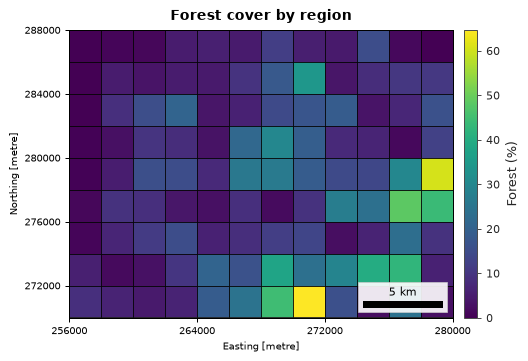 Forest cover by region
288000
284000
280000
276000
272000
256000 264000 272000 280000
Northing [metre]
Easting [metre]
5 km
60
50
40
30
20
10
0
Forest (%)